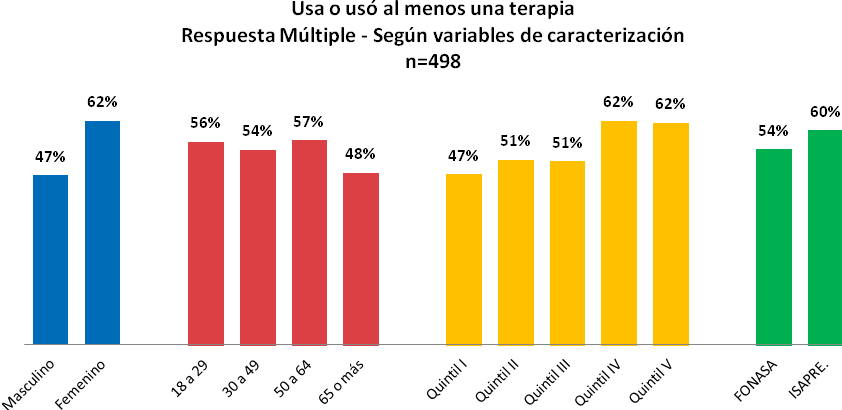 Usa o usó al menos una terapia
Respuesta Múltiple - Según variables de caracterización
n=498
47%
62%
56%
54%
57%
48%
47%
51%
51%
62%
62%
54%
60%
Masculino
Femenino
18 a 29
30 a 49
50 a 64
65 o más
Quintil I
Quintil II
Quintil III
Quintil IV
Quintil V
FONASA
ISAPRE.